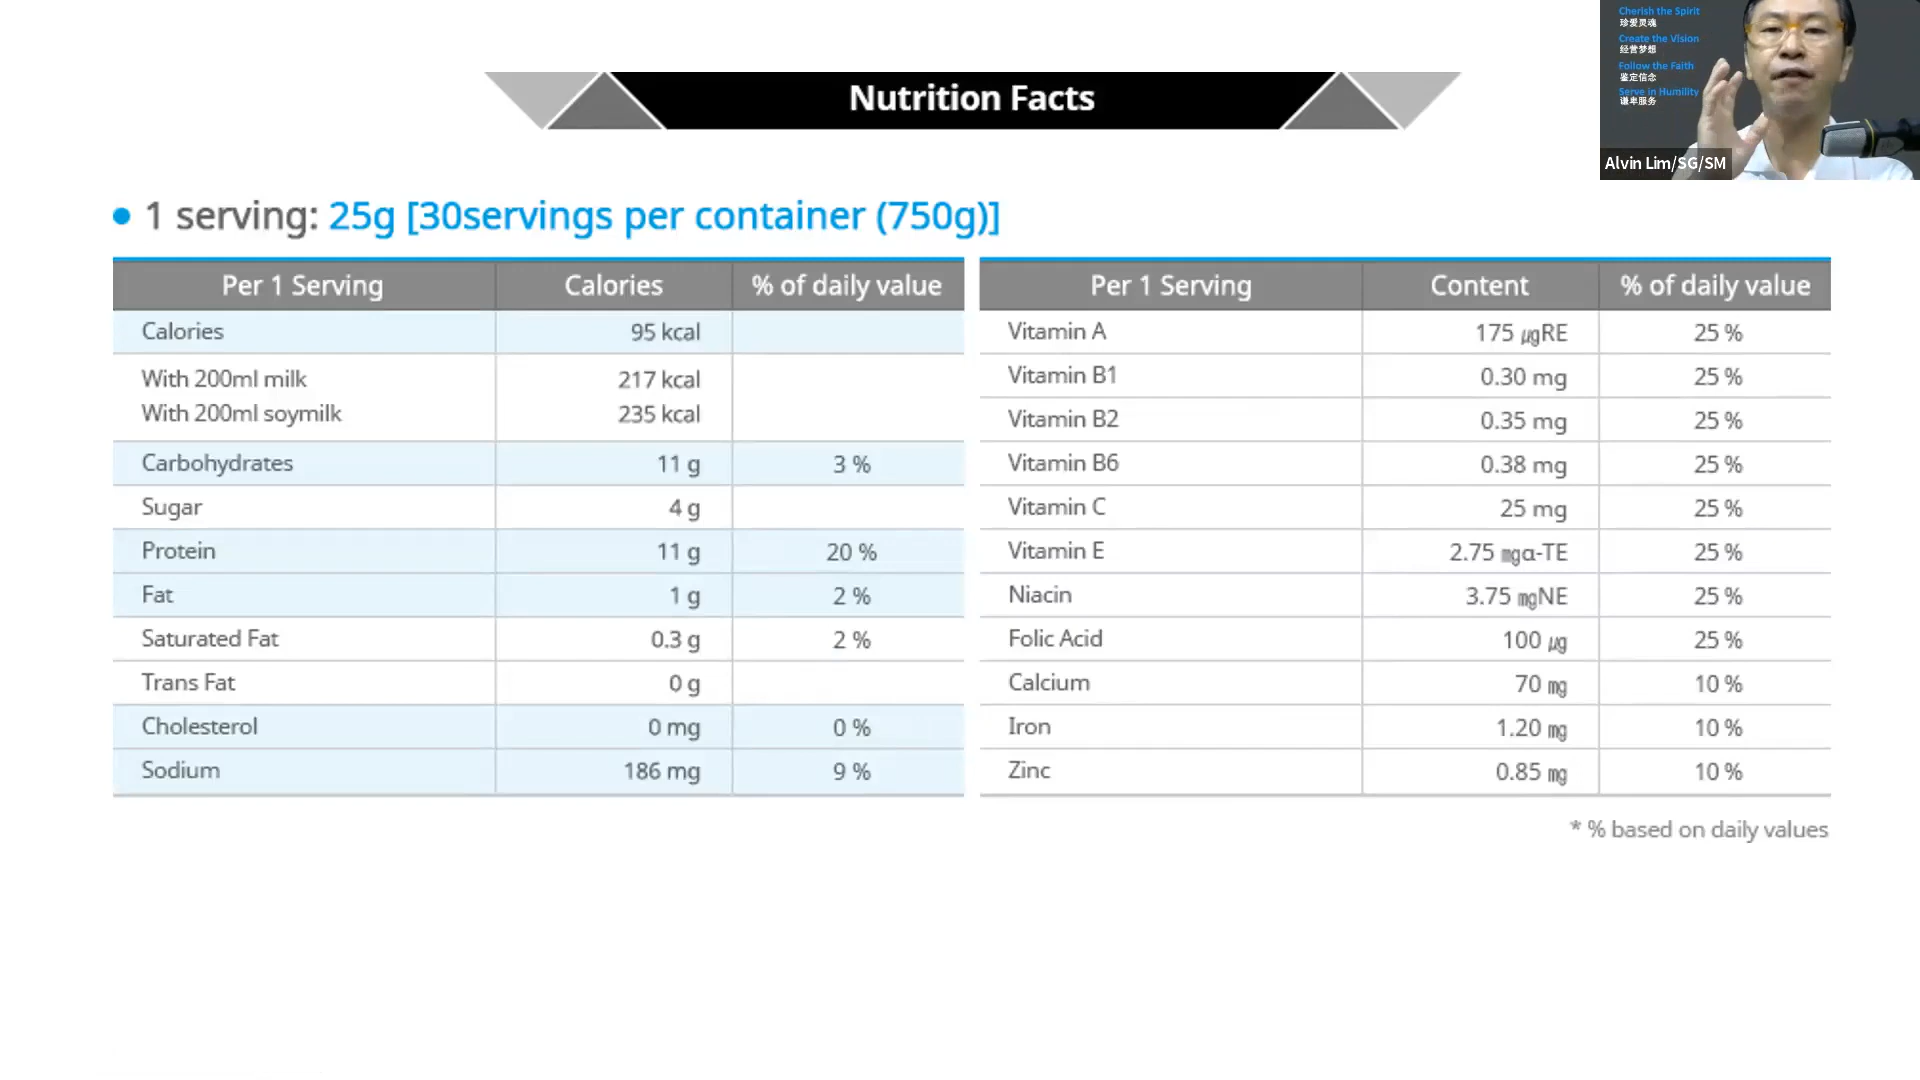 Nutrition Facts
Cherish the Spirit
珍爱灵魂
Create the Vision
经营梦想
Follow the Faith
鉴定信念
Serve in Humility
谦卑服务
Alvin Lim/SG/SM
1 serving: 25g [30servings per container (750g)]
Per 1 Serving Calories % of daily value
Calories 95 kcal
With 200ml milk 217 kcal
With 200ml soymilk 235 kcal
Carbohydrates 11 g 3 %
Sugar 4 g
Protein 11 g 20 %
Fat 1 g 2 %
Saturated Fat 0.3 g 2 %
Trans Fat 0 g
Cholesterol 0 mg 0 %
Sodium 186 mg 9 %
Per 1 Serving Content % of daily value
Vitamin A 175 ㎍RE 25 %
Vitamin B1 0.30 mg 25 %
Vitamin B2 0.35 mg 25 %
Vitamin B6 0.38 mg 25 %
Vitamin C 25 mg 25 %
Vitamin E 2.75 ㎎α-TE 25 %
Niacin 3.75 ㎎NE 25 %
Folic Acid 100 ㎍ 25 %
Calcium 70 ㎎ 10 %
Iron 1.20 ㎎ 10 %
Zinc 0.85 ㎎ 10 %
* % based on daily values